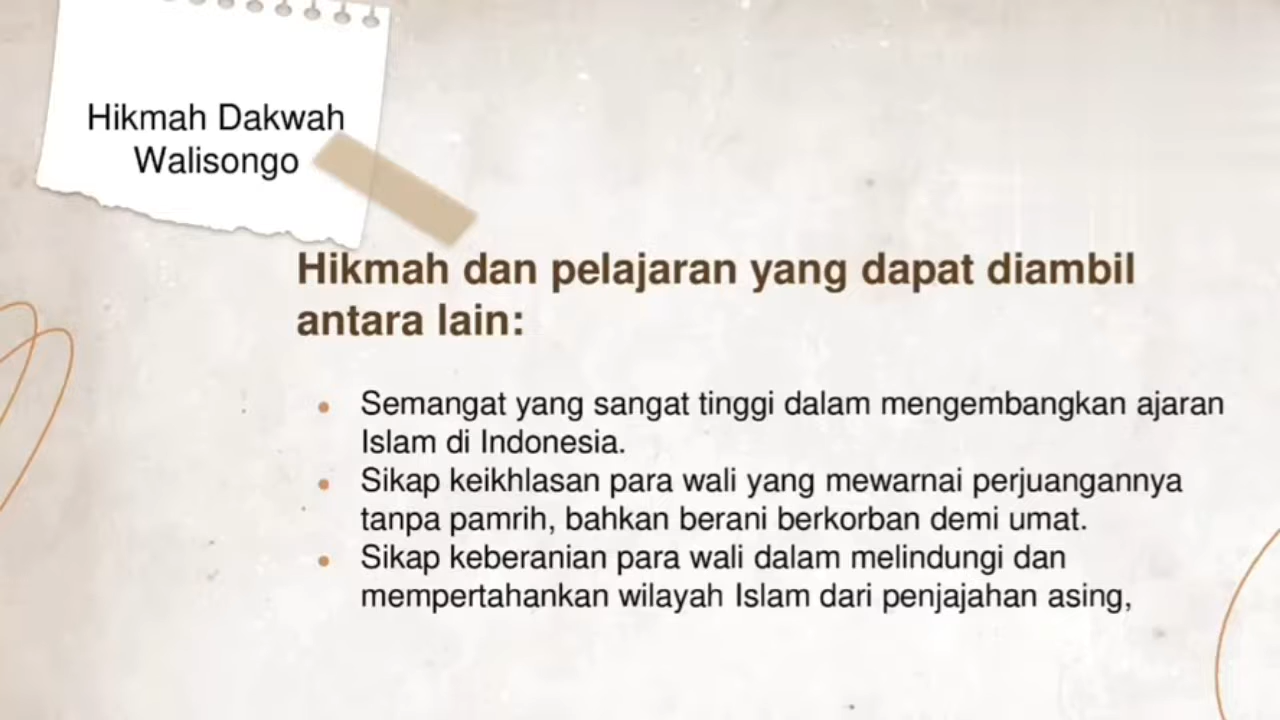 Hikmah Dakwah
Walisongo
Hikmah dan pelajaran yang dapat diambil
antara lain:
• Semangat yang sangat tinggi dalam mengembangkan ajaran
Islam di Indonesia.
• Sikap keikhlasan para wali yang mewarnai perjuangannya
tanpa pamrih, bahkan berani berkorban demi umat.
• Sikap keberanian para wali dalam melindungi dan
mempertahankan wilayah Islam dari penjajahan asing,